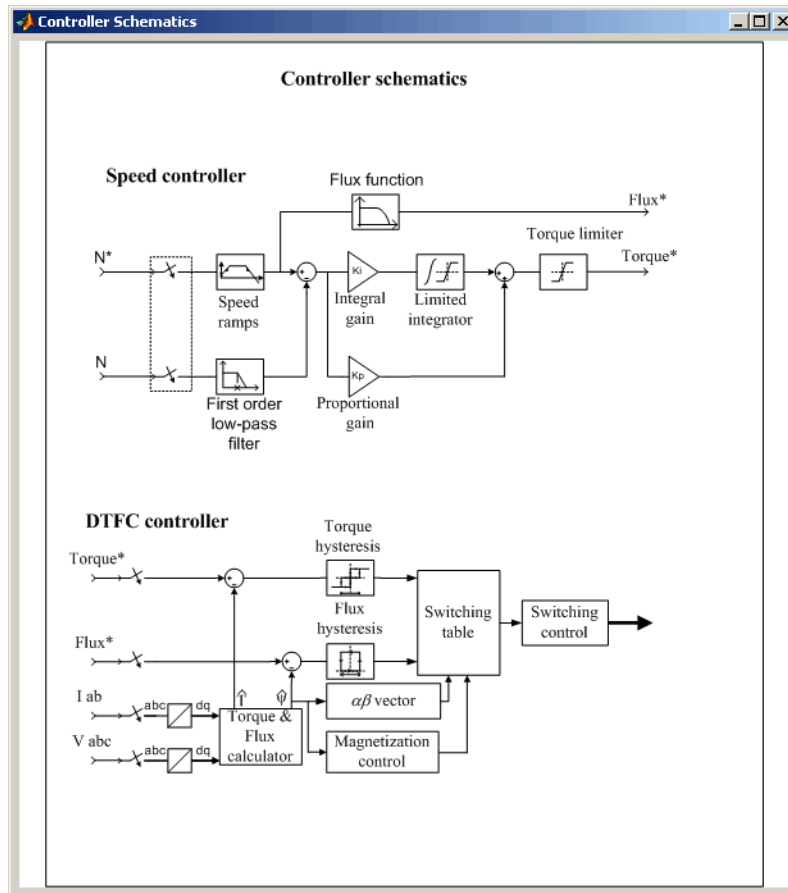 Controller Schematics
Controller schematics
Speed controller
Flux function
Flux*
Torque limiter
N*
Torque*
Ki
Speed
ramps
Integral
gain
Limited
integrator
N
Kp
First order
low-pass
filter
Proportional
gain
DTFC controller
Torque
hysteresis
Torque*
Flux
hysteresis
Switching
table
Switching
control
Flux*
I ab
abc
dq
T̂
ψ̂
αβ vector
Torque &
Flux
calculator
V abc
abc
dq
Magnetization
control